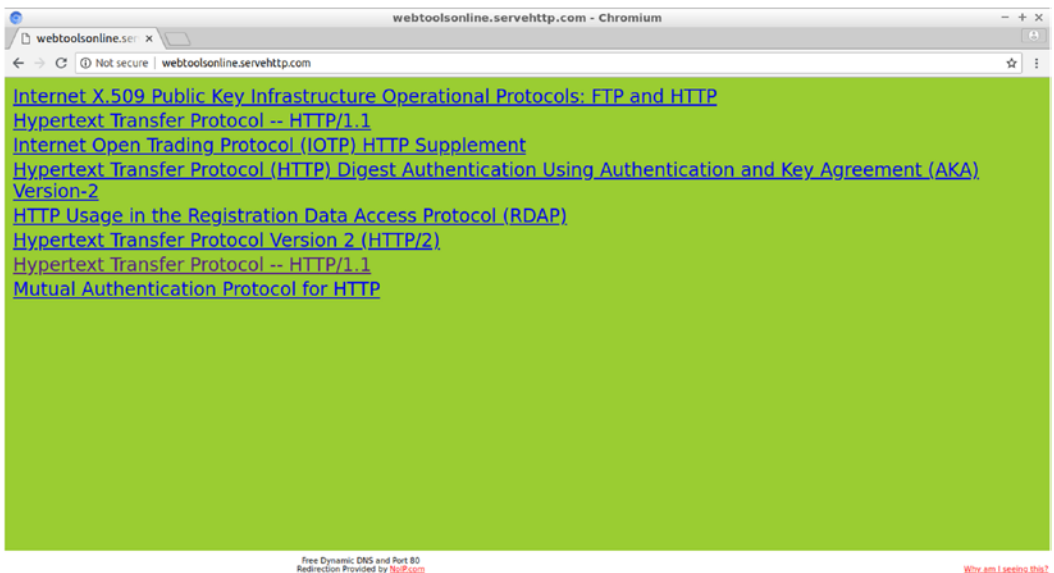 webtoolsonline.servehttp.com - Chromium
webtoolsonline.ser
Not secure | webtoolsonline.servehttp.com
Internet X.509 Public Key Infrastructure Operational Protocols: FTP and HTTP
Hypertext Transfer Protocol -- HTTP/1.1
Internet Open Trading Protocol (IOTP) HTTP Supplement
Hypertext Transfer Protocol (HTTP) Digest Authentication Using Authentication and Key Agreement (AKA)
Version-2
HTTP Usage in the Registration Data Access Protocol (RDAP)
Hypertext Transfer Protocol Version 2 (HTTP/2)
Hypertext Transfer Protocol -- HTTP/1.1
Mutual Authentication Protocol for HTTP
Free Dynamic DNS and Port 80
Redirection Provided by NoIP.com
Why am I seeing this?